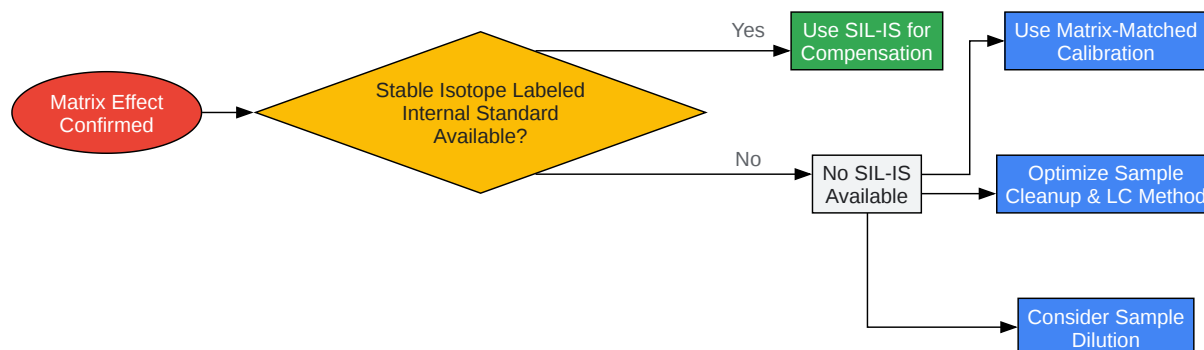 Matrix Effect
Confirmed
Stable Isotope Labeled
Internal Standard
Available?
Yes
Use SIL-IS for
Compensation
No
No SIL-IS
Available
Use Matrix-Matched
Calibration
Optimize Sample
Cleanup & LC Method
Consider Sample
Dilution